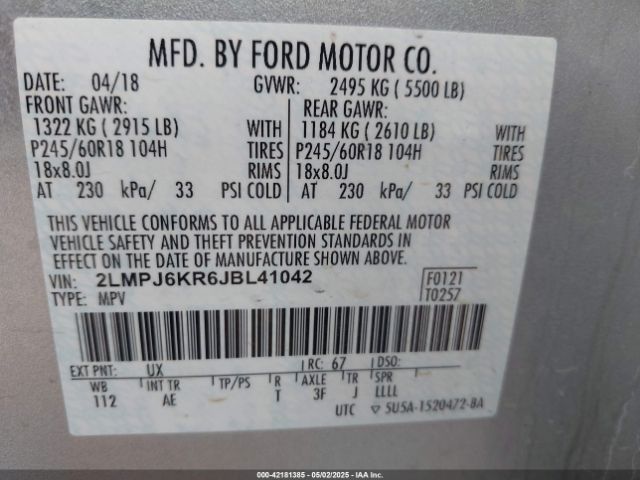 MFD. BY FORD MOTOR CO.
DATE: 04/18 GVWR: 2495 KG ( 5500 LB)
FRONT GAWR: REAR GAWR:
1322 KG ( 2915 LB) WITH 1184 KG ( 2610 LB) WITH
P245/60R18 104H TIRES P245/60R18 104H TIRES
18x8.0J RIMS 18x8.0J RIMS
AT 230 kPa/ 33 PSI COLD AT 230 kPa/ 33 PSI COLD
THIS VEHICLE CONFORMS TO ALL APPLICABLE FEDERAL MOTOR
VEHICLE SAFETY AND THEFT PREVENTION STANDARDS IN
EFFECT ON THE DATE OF MANUFACTURE SHOWN ABOVE.
VIN: 2LMPJ6KR6JBL41042 F0121
TYPE: MPV T0257
EXT PNT: UX RC: 67 DSO:
WB INT TR TP/PS R AXLE TR SPR
112 AE T 3F J LLLL
UTC ▽ 5U5A-1520472-BA
000-42181385 - 05/02/2025 - IAA, Inc.